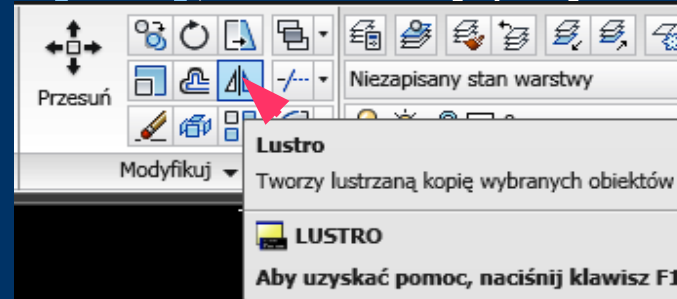 Przesuń
Niezapisany stan warstwy
Modyfikuj
Lustro
Tworzy lustrzaną kopię wybranych obiektów
LUSTRO
Aby uzyskać pomoc, naciśnij klawisz F1